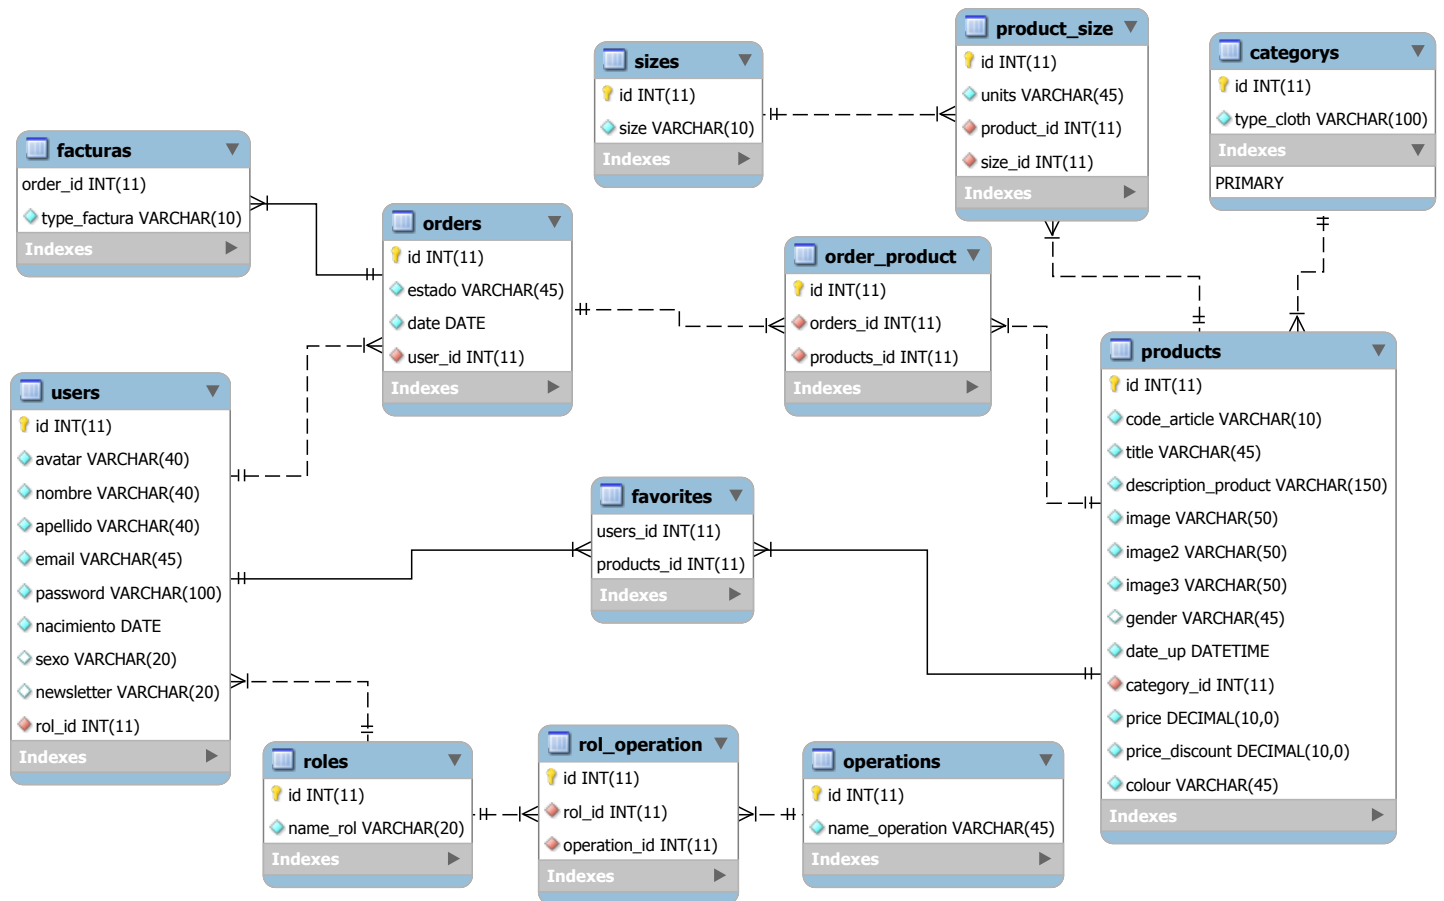 sizes
id INT(11)
size VARCHAR(10)
Indexes
product_size
id INT(11)
units VARCHAR(45)
product_id INT(11)
size_id INT(11)
Indexes
categorys
id INT(11)
type_cloth VARCHAR(100)
Indexes
PRIMARY
facturas
order_id INT(11)
type_factura VARCHAR(10)
Indexes
orders
id INT(11)
estado VARCHAR(45)
date DATE
user_id INT(11)
Indexes
order_product
id INT(11)
orders_id INT(11)
products_id INT(11)
Indexes
products
id INT(11)
code_article VARCHAR(10)
title VARCHAR(45)
description_product VARCHAR(150)
image VARCHAR(50)
image2 VARCHAR(50)
image3 VARCHAR(50)
gender VARCHAR(45)
date_up DATETIME
category_id INT(11)
price DECIMAL(10,0)
price_discount DECIMAL(10,0)
colour VARCHAR(45)
Indexes
users
id INT(11)
avatar VARCHAR(40)
nombre VARCHAR(40)
apellido VARCHAR(40)
email VARCHAR(45)
password VARCHAR(100)
nacimiento DATE
sexo VARCHAR(20)
newsletter VARCHAR(20)
rol_id INT(11)
Indexes
favorites
users_id INT(11)
products_id INT(11)
Indexes
roles
id INT(11)
name_rol VARCHAR(20)
Indexes
rol_operation
id INT(11)
rol_id INT(11)
operation_id INT(11)
Indexes
operations
id INT(11)
name_operation VARCHAR(45)
Indexes